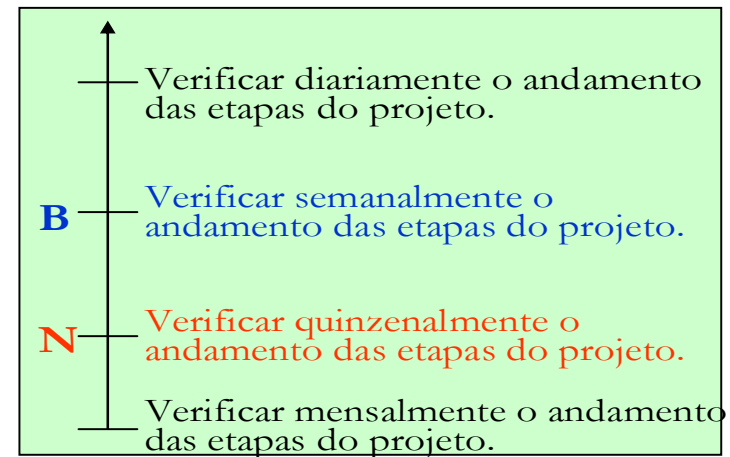 Verificar diariamente o andamento
das etapas do projeto.
B
Verificar semanalmente o
andamento das etapas do projeto.
N
Verificar quinzenalmente o
andamento das etapas do projeto.
Verificar mensalmente o andamento
das etapas do projeto.